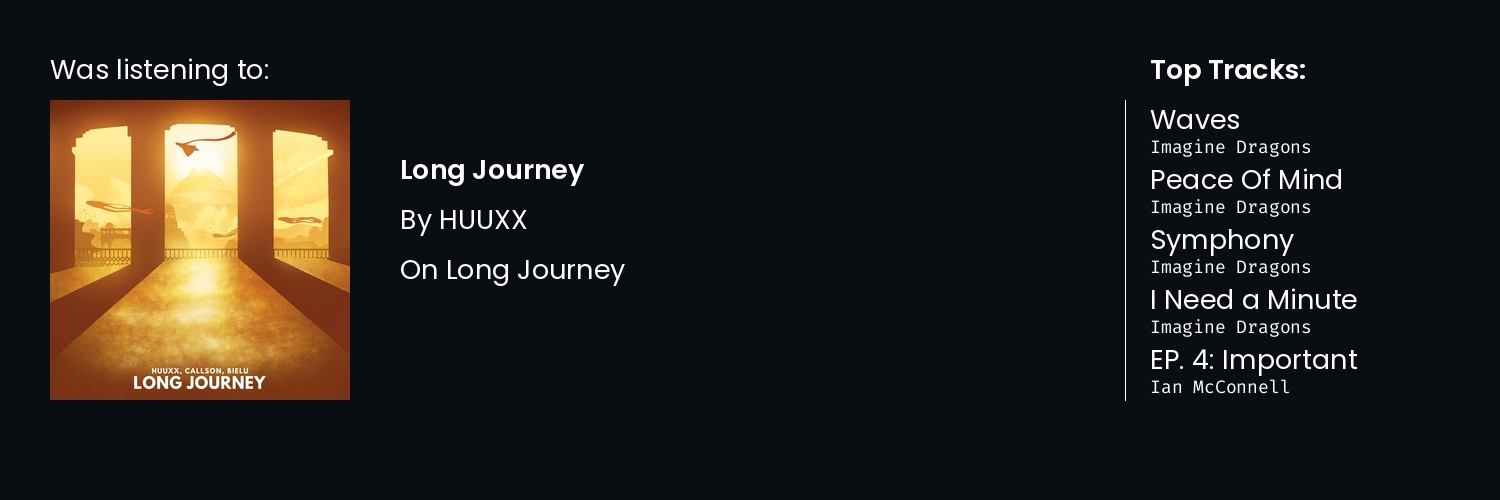 Was listening to:
HUUXX, CALLSON, BIELU
LONG JOURNEY
Long Journey
By HUUXX
On Long Journey
Top Tracks:
Waves
Imagine Dragons
Peace Of Mind
Imagine Dragons
Symphony
Imagine Dragons
I Need a Minute
Imagine Dragons
EP. 4: Important
Ian McConnell